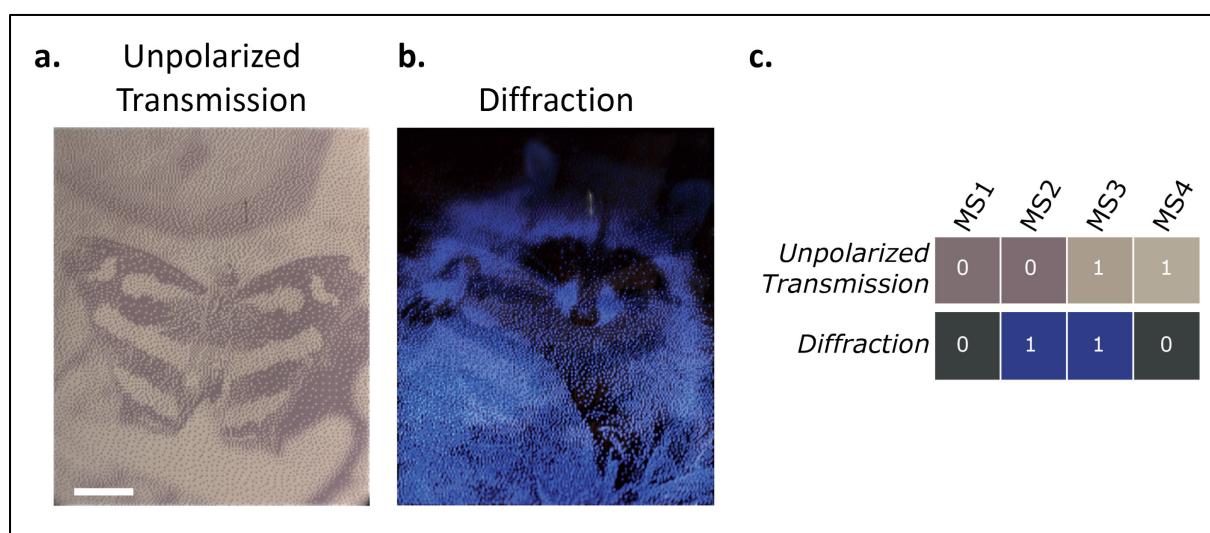 a.
Unpolarized
Transmission
b.
Diffraction
c.
MS1 MS2 MS3 MS4
Unpolarized
Transmission
0 0 1 1
Diffraction
0 1 1 0